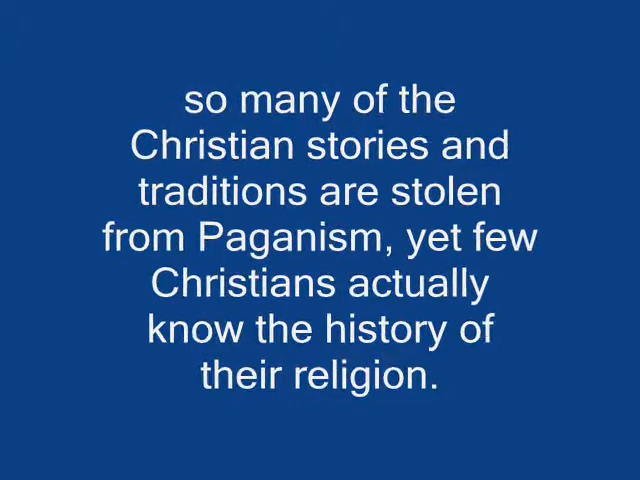 so many of the
Christian stories and
traditions are stolen
from Paganism, yet few
Christians actually
know the history of
their religion.